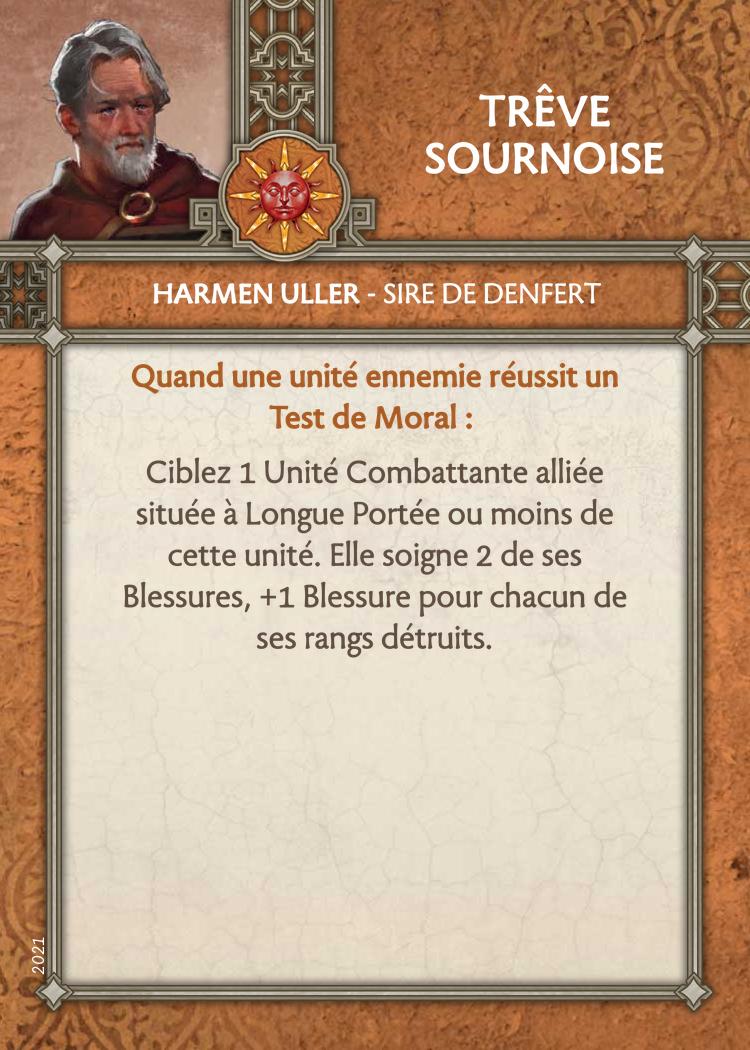 TRÊVE
SOURNOISE
HARMEN ULLER - SIRE DE DENFERT
Quand une unité ennemie réussit un
Test de Moral :
Ciblez 1 Unité Combattante alliée
située à Longue Portée ou moins de
cette unité. Elle soigne 2 de ses
Blessures, +1 Blessure pour chacun de
ses rangs détruits.
2021